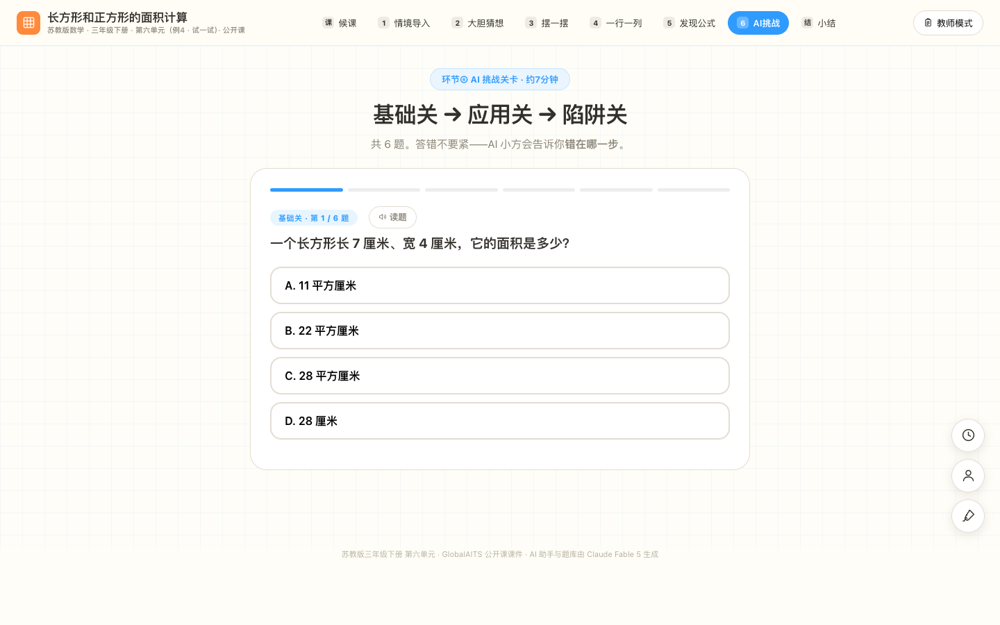 长方形和正方形的面积计算
苏教版数学 · 三年级下册 · 第六单元（例4 · 试一试）· 公开课
课 候课
1 情境导入
2 大胆猜想
3 摆一摆
4 一行一列
5 发现公式
6 AI挑战
结 小结
教师模式
环节⑥ AI 挑战关卡 · 约7分钟
基础关 → 应用关 → 陷阱关
共 6 题。答错不要紧——AI 小方会告诉你错在哪一步。
基础关 · 第 1 / 6 题
读题
一个长方形长 7 厘米、宽 4 厘米，它的面积是多少？
A. 11 平方厘米
B. 22 平方厘米
C. 28 平方厘米
D. 28 厘米
苏教版三年级下册 第六单元 · GlobalAITS 公开课课件 · AI 助手与题库由 Claude Fable 5 生成